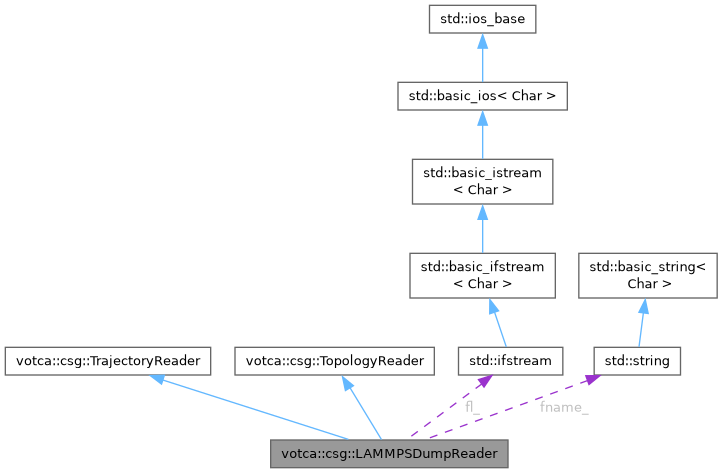 std::ios_base
std::basic_ios< Char >
std::basic_istream
< Char >
std::basic_ifstream
< Char >
std::basic_string<
Char >
votca::csg::TrajectoryReader
votca::csg::TopologyReader
std::ifstream
std::string
fl_
fname_
votca::csg::LAMMPSDumpReader